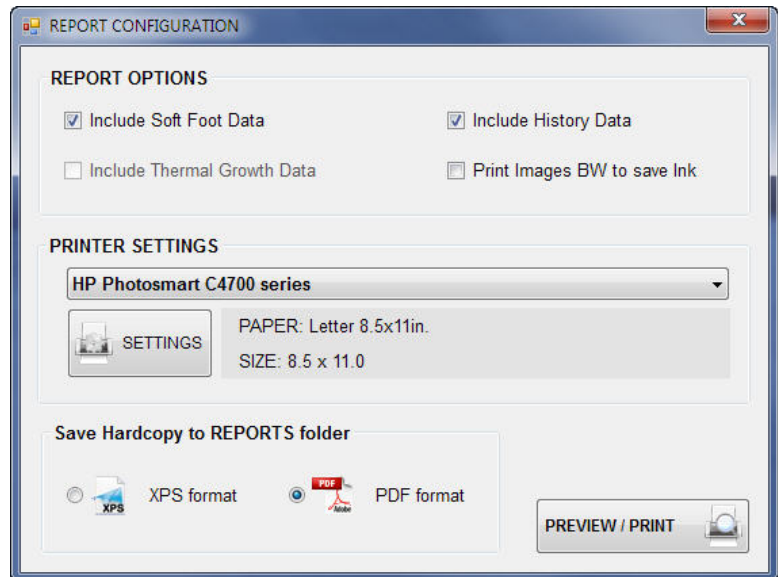 REPORT CONFIGURATION
REPORT OPTIONS
Include Soft Foot Data
Include History Data
Include Thermal Growth Data
Print Images BW to save Ink
PRINTER SETTINGS
HP Photosmart C4700 series
SETTINGS
PAPER: Letter 8.5x11in.
SIZE: 8.5 x 11.0
Save Hardcopy to REPORTS folder
XPS
XPS format
PDF
Adobe
PDF format
PREVIEW / PRINT